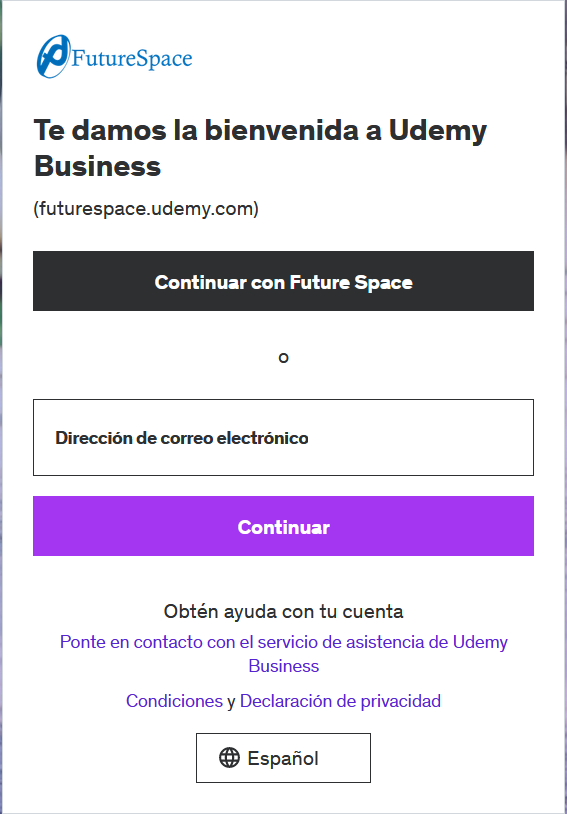 FutureSpace
Te damos la bienvenida a Udemy
Business
(futurespace.udemy.com)
Continuar con Future Space
o
Dirección de correo electrónico
Continuar
Obtén ayuda con tu cuenta
Ponte en contacto con el servicio de asistencia de Udemy
Business
Condiciones y Declaración de privacidad
Español